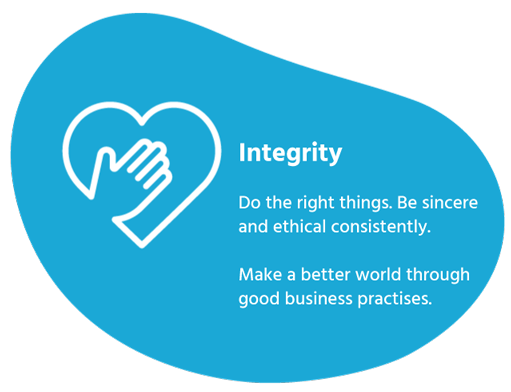 Integrity
Do the right things. Be sincere
and ethical consistently.
Make a better world through
good business practises.